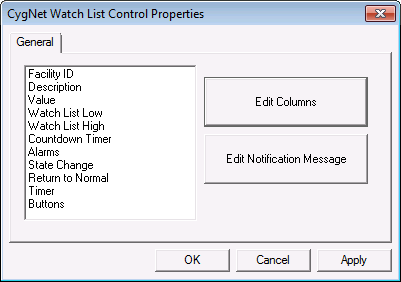 CygNet Watch List Control Properties
General
Facility ID
Description
Value
Watch List Low
Watch List High
Countdown Timer
Alarms
State Change
Return to Normal
Timer
Buttons
Edit Columns
Edit Notification Message
OK
Cancel
Apply